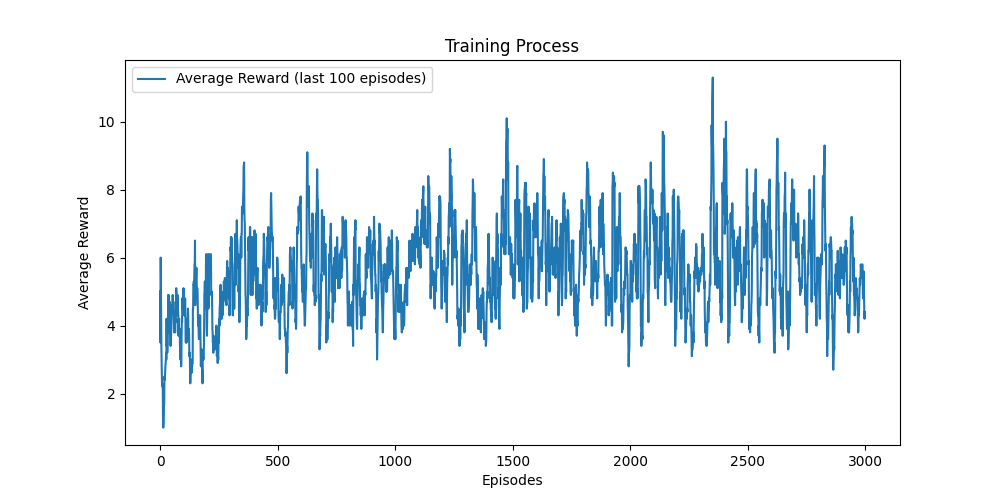 Training Process
Average Reward (last 100 episodes)
Average Reward
10
8
6
4
2
0 500 1000 1500 2000 2500 3000
Episodes